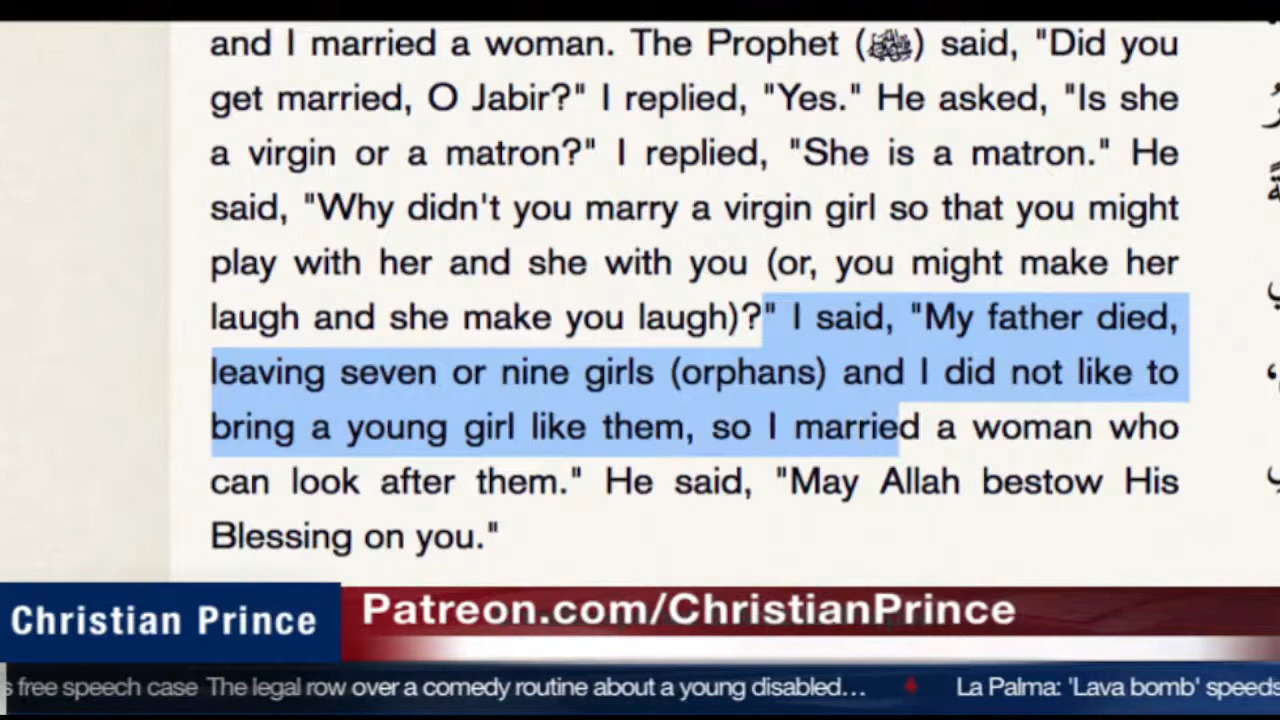 and I married a woman. The Prophet (ﷺ) said, "Did you
get married, O Jabir?" I replied, "Yes." He asked, "Is she
a virgin or a matron?" I replied, "She is a matron." He
said, "Why didn't you marry a virgin girl so that you might
play with her and she with you (or, you might make her
laugh and she make you laugh)?" I said, "My father died,
leaving seven or nine girls (orphans) and I did not like to
bring a young girl like them, so I married a woman who
can look after them." He said, "May Allah bestow His
Blessing on you."
Christian Prince
Patreon.com/ChristianPrince
s free speech case The legal row over a comedy routine about a young disabled... La Palma: 'Lava bomb' speeds